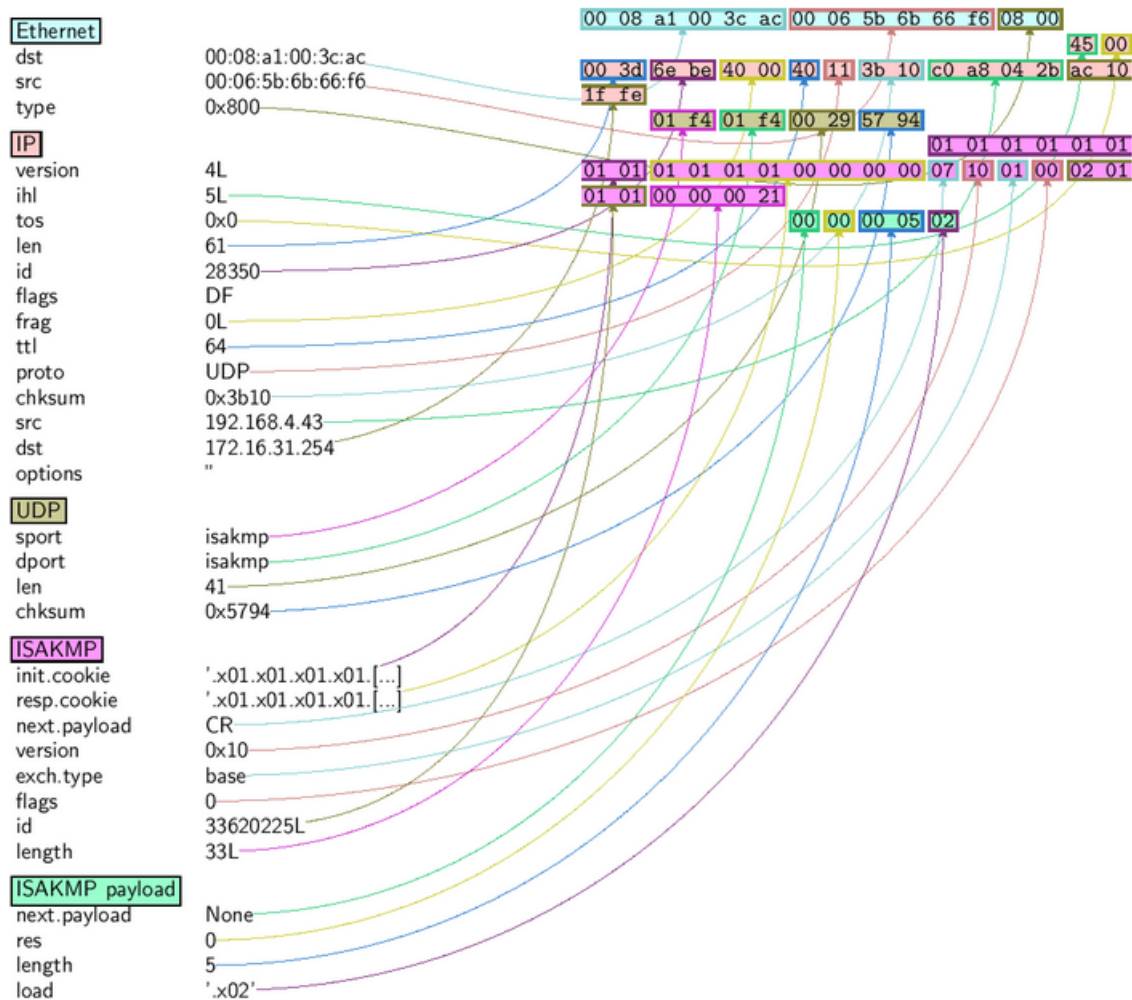 Ethernet
dst 00:08:a1:00:3c:ac
src 00:06:5b:6b:66:f6
type 0x800
IP
version 4L
ihl 5L
tos 0x0
len 61
id 28350
flags DF
frag 0L
ttl 64
proto UDP
chksum 0x3b10
src 192.168.4.43
dst 172.16.31.254
options ''
UDP
sport isakmp
dport isakmp
len 41
chksum 0x5794
ISAKMP
init.cookie '.x01.x01.x01.x01.[...]
resp.cookie '.x01.x01.x01.x01.[...]
next.payload CR
version 0x10
exch.type base
flags 0
id 33620225L
length 33L
ISAKMP payload
next.payload None
res 0
length 5
load '.x02'
00 08 a1 00 3c ac 00 06 5b 6b 66 f6 08 00
45 00
00 3d 6e be 40 00 40 11 3b 10 c0 a8 04 2b ac 10
1f fe
01 f4 01 f4 00 29 57 94
01 01 01 01 01 01
01 01 01 01 01 01 00 00 00 00 07 10 01 00 02 01
01 01 00 00 00 21
00 00 00 05 02